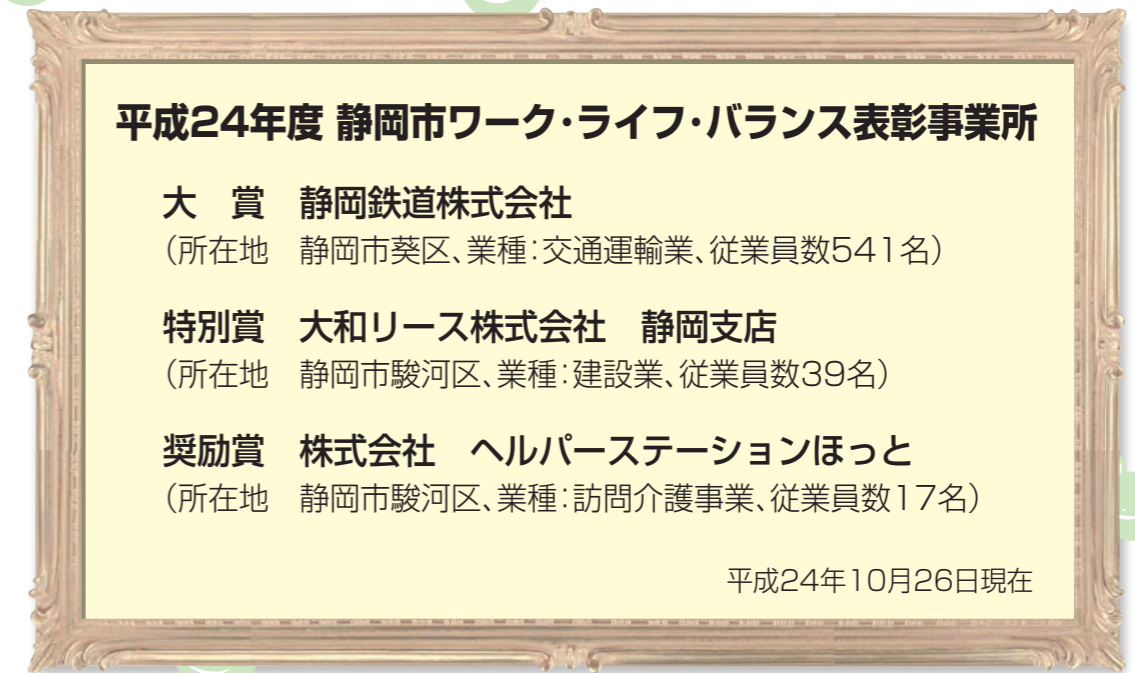 平成24年度 静岡市ワーク・ライフ・バランス表彰事業所
大　賞　静岡鉄道株式会社
（所在地　静岡市葵区、業種：交通運輸業、従業員数541名）
特別賞　大和リース株式会社　静岡支店
（所在地　静岡市駿河区、業種：建設業、従業員数39名）
奨励賞　株式会社　ヘルパーステーションほっと
（所在地　静岡市駿河区、業種：訪問介護事業、従業員数17名）
平成24年10月26日現在